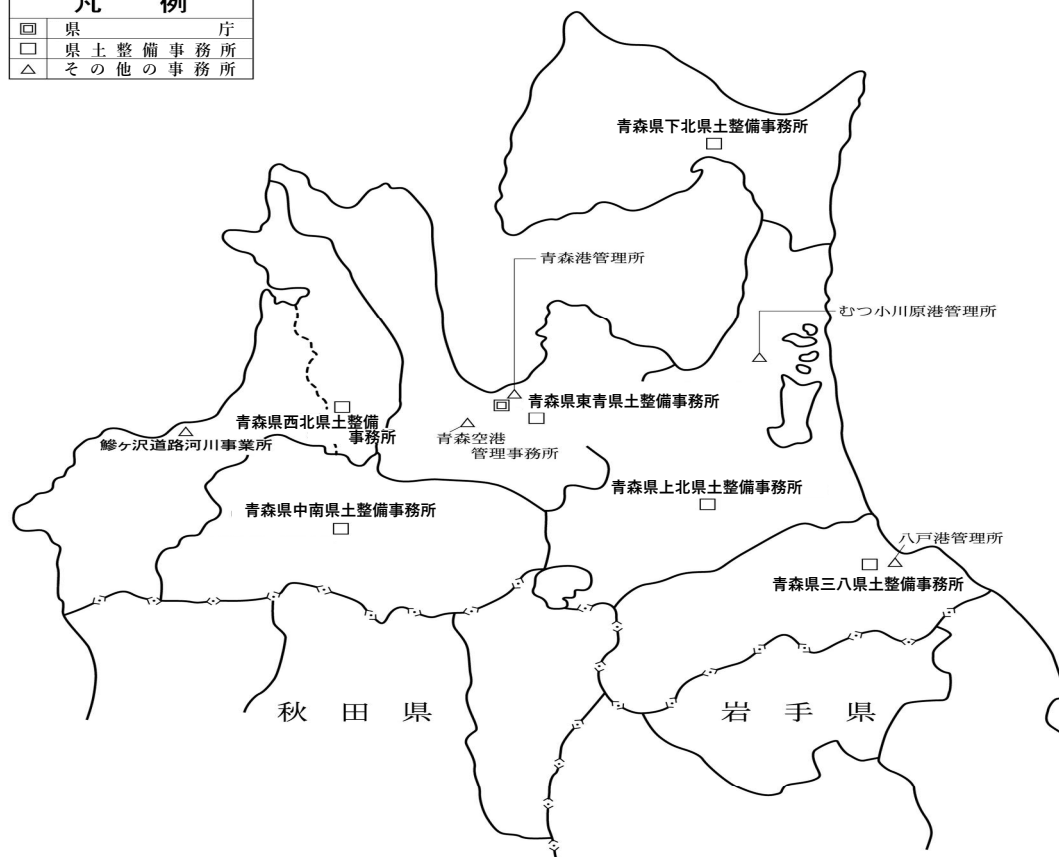 凡例
県庁
県土整備事務所
その他の事務所
青森県下北県土整備事務所
青森港管理所
むつ小川原港管理所
青森県西北県土整備
事務所
青森県東青県土整備事務所
鰺ヶ沢道路河川事業所
青森空港
管理事務所
青森県中南県土整備事務所
青森県上北県土整備事務所
八戸港管理所
青森県三八県土整備事務所
秋田県
岩手県